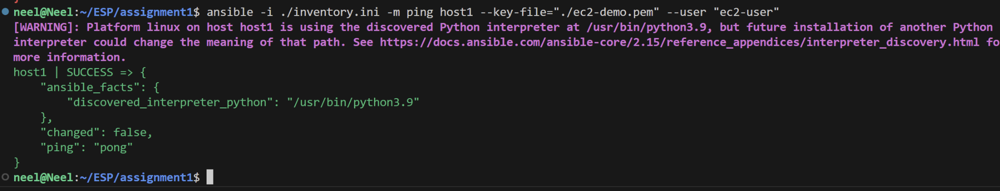 }
neel@Neel:~/ESP/assignment1$ ansible -i ./inventory.ini -m ping host1 --key-file="./ec2-demo.pem" --user "ec2-user"
[WARNING]: Platform linux on host host1 is using the discovered Python interpreter at /usr/bin/python3.9, but future installation of another Python
interpreter could change the meaning of that path. See https://docs.ansible.com/ansible-core/2.15/reference_appendices/interpreter_discovery.html fo
more information.
host1 | SUCCESS => {
    "ansible_facts": {
        "discovered_interpreter_python": "/usr/bin/python3.9"
    },
    "changed": false,
    "ping": "pong"
}
neel@Neel:~/ESP/assignment1$